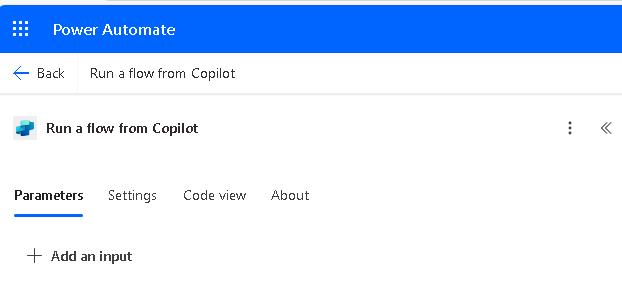 Power Automate
Back Run a flow from Copilot
Run a flow from Copilot
Parameters Settings Code view About
Add an input